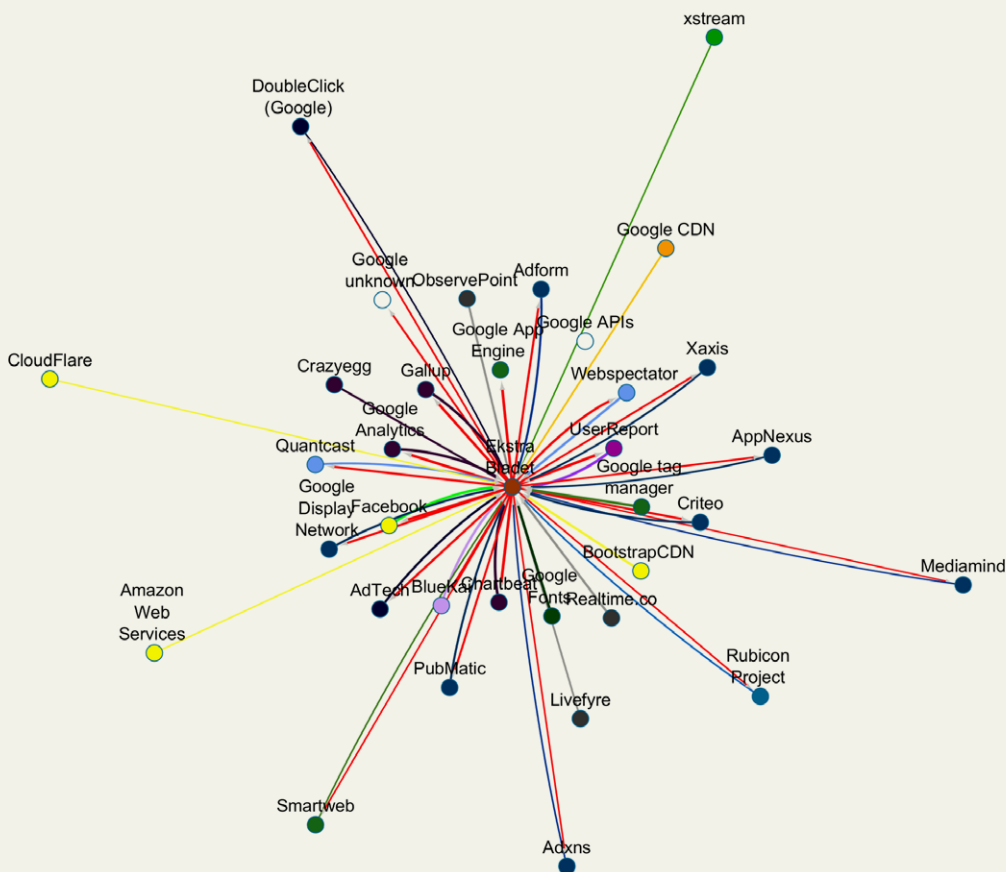 xstream
DoubleClick
(Google)
Google CDN
Google
unknown
ObservePoint
Adform
Google APIs
Google App
Engine
CloudFlare
Crazyegg
Gallup
Webspectator
Xaxis
Google
Analytics
Ekstra
Bladet
UserReport
AppNexus
Quantcast
Google tag
manager
Google
Display
Network
Facebook
Criteo
BootstrapCDN
Mediamind
Amazon
Web
Services
AdTech
BlueKai
Chartbeat
Google
Fonts
Realtime.co
PubMatic
Rubicon
Project
Livefyre
Smartweb
Adxns